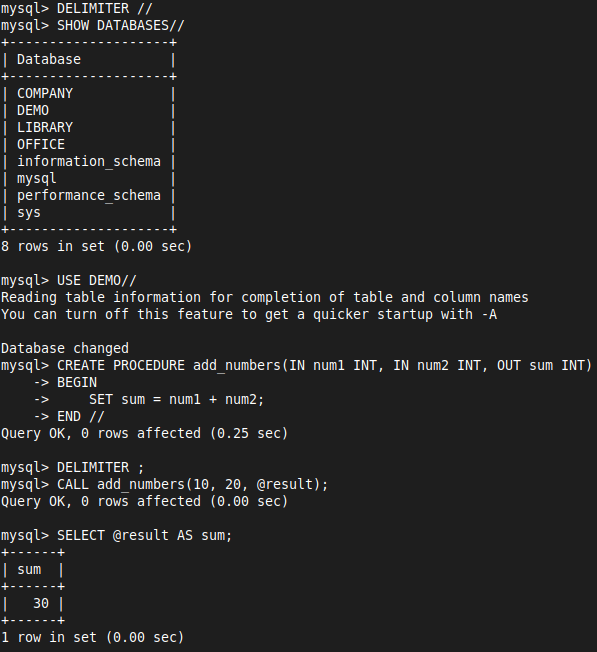 mysql> DELIMITER //
mysql> SHOW DATABASES//
+--------------------+
| Database           |
+--------------------+
| COMPANY            |
| DEMO               |
| LIBRARY            |
| OFFICE             |
| information_schema |
| mysql              |
| performance_schema |
| sys                |
+--------------------+
8 rows in set (0.00 sec)

mysql> USE DEMO//
Reading table information for completion of table and column names
You can turn off this feature to get a quicker startup with -A

Database changed
mysql> CREATE PROCEDURE add_numbers(IN num1 INT, IN num2 INT, OUT sum INT)
    -> BEGIN
    ->     SET sum = num1 + num2;
    -> END //
Query OK, 0 rows affected (0.25 sec)

mysql> DELIMITER ;
mysql> CALL add_numbers(10, 20, @result);
Query OK, 0 rows affected (0.00 sec)

mysql> SELECT @result AS sum;
+------+
| sum  |
+------+
|   30 |
+------+
1 row in set (0.00 sec)